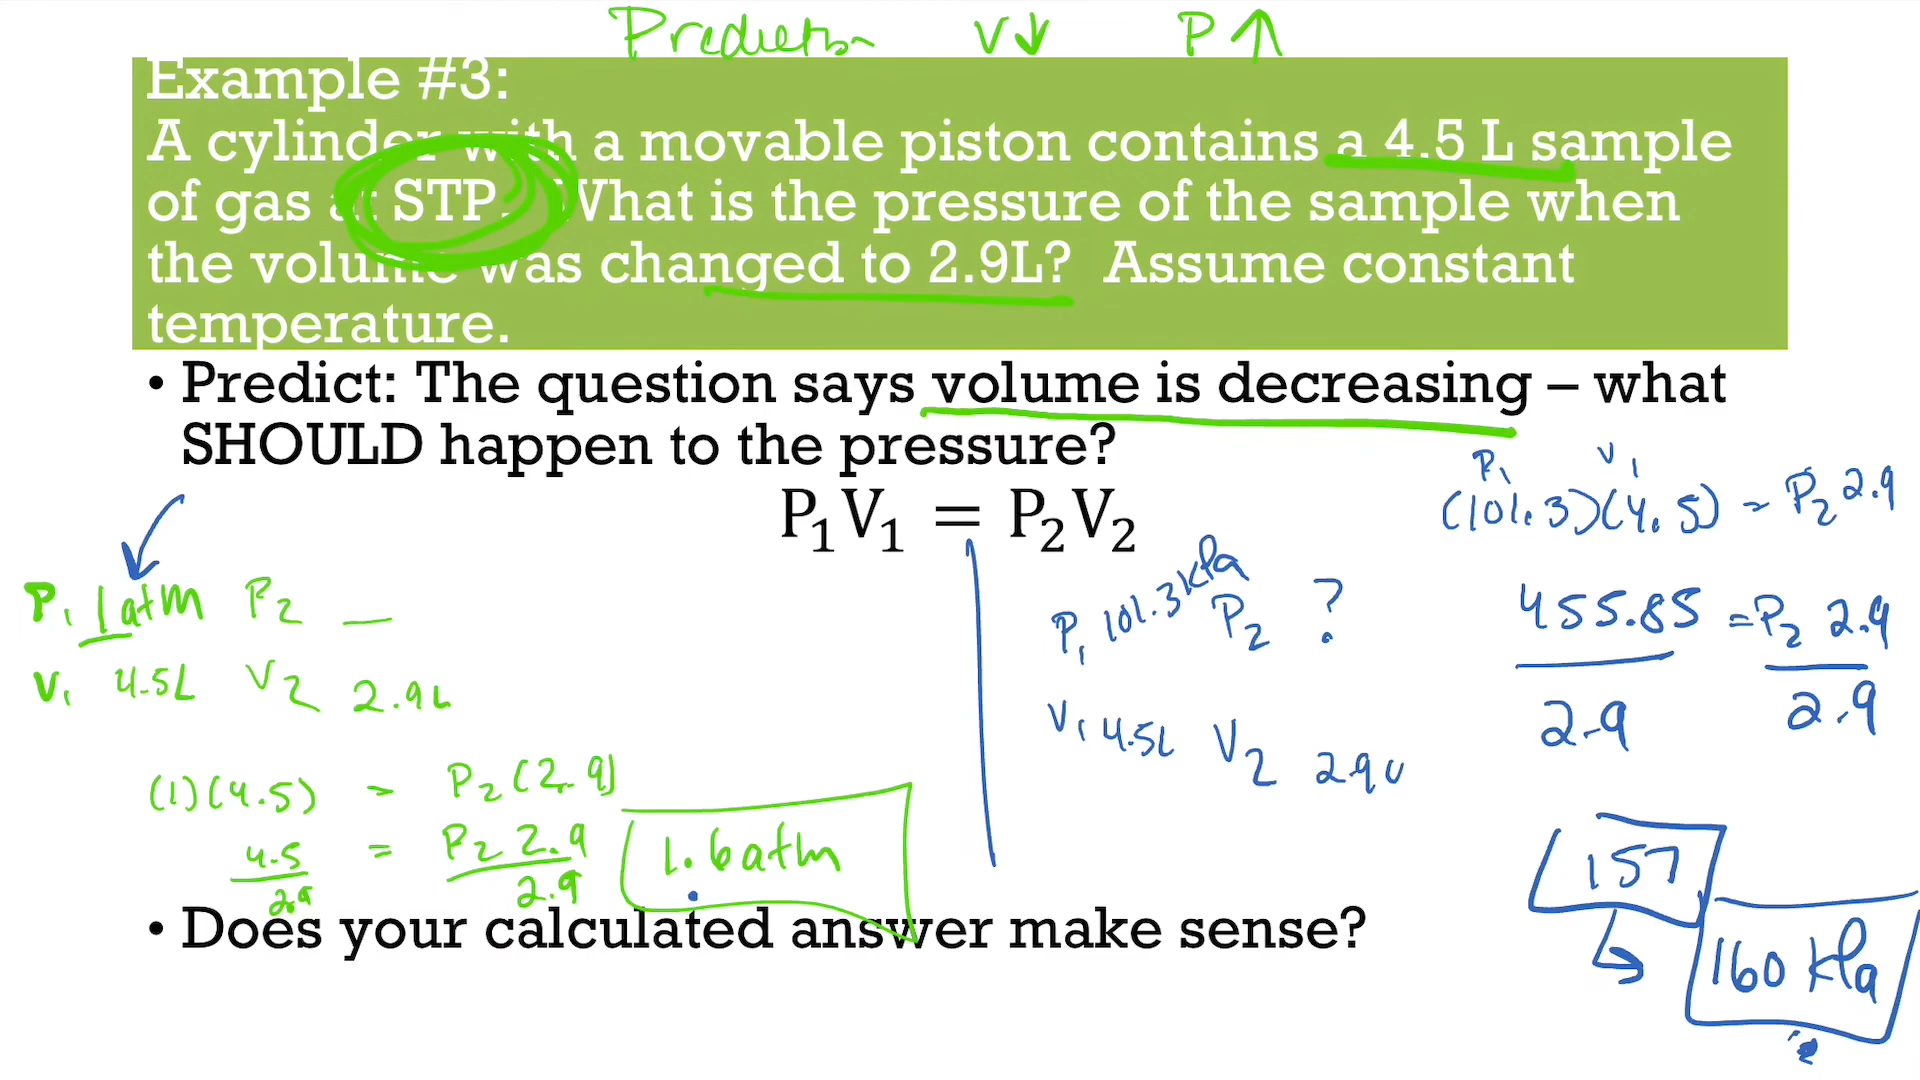 Prediction V↓ P↑
Example #3:
A cylinder with a movable piston contains a 4.5 L sample
of gas at STP. What is the pressure of the sample when
the volume was changed to 2.9L? Assume constant
temperature.
• Predict: The question says volume is decreasing – what
SHOULD happen to the pressure?
P₁V₁ = P₂V₂
P₁ 1atm P₂ _
V₁ 4.5L V₂ 2.9L
(1)(4.5) = P₂(2.9)
4.5 = P₂ 2.9
2.9 2.9
1.6atm
P₁ 101.3kPa P₂ ?
V₁ 4.5L V₂ 2.9L
P₁ V₁
(101.3)(4.5) = P₂ 2.9
455.85 = P₂ 2.9
2.9 2.9
157
160 kPa
• Does your calculated answer make sense?